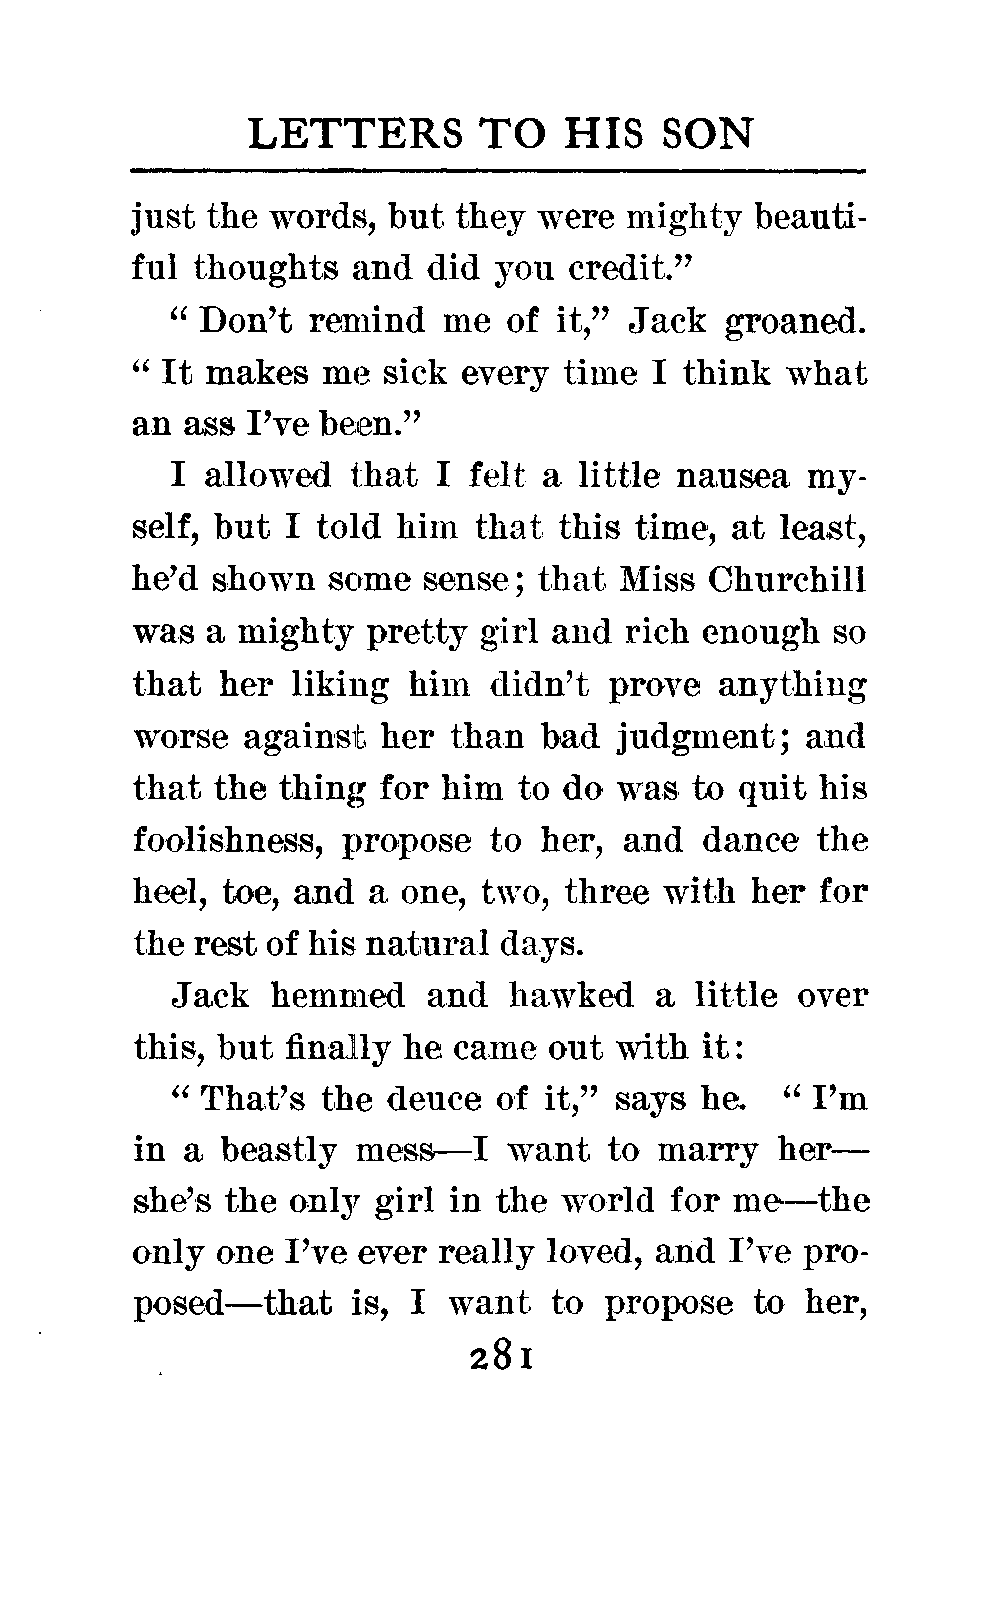 LETTERS TO HIS SON
just the words, but they were mighty beauti-
ful thoughts and did you credit.”
“ Don’t remind me of it,” Jack groaned.
“ It makes me sick every time I think what
an ass I’ve been.”
I allowed that I felt a little nausea my-
self, but I told him that this time, at least,
he’d shown some sense; that Miss Churchill
was a mighty pretty girl and rich enough so
that her liking him didn’t prove anything
worse against her than bad judgment; and
that the thing for him to do was to quit his
foolishness, propose to her, and dance the
heel, toe, and a one, two, three with her for
the rest of his natural days.
Jack hemmed and hawked a little over
this, but finally he came out with it:
“ That’s the deuce of it,” says he. “ I’m
in a beastly mess—I want to marry her—
she’s the only girl in the world for me—the
only one I’ve ever really loved, and I’ve pro-
posed—that is, I want to propose to her,
281